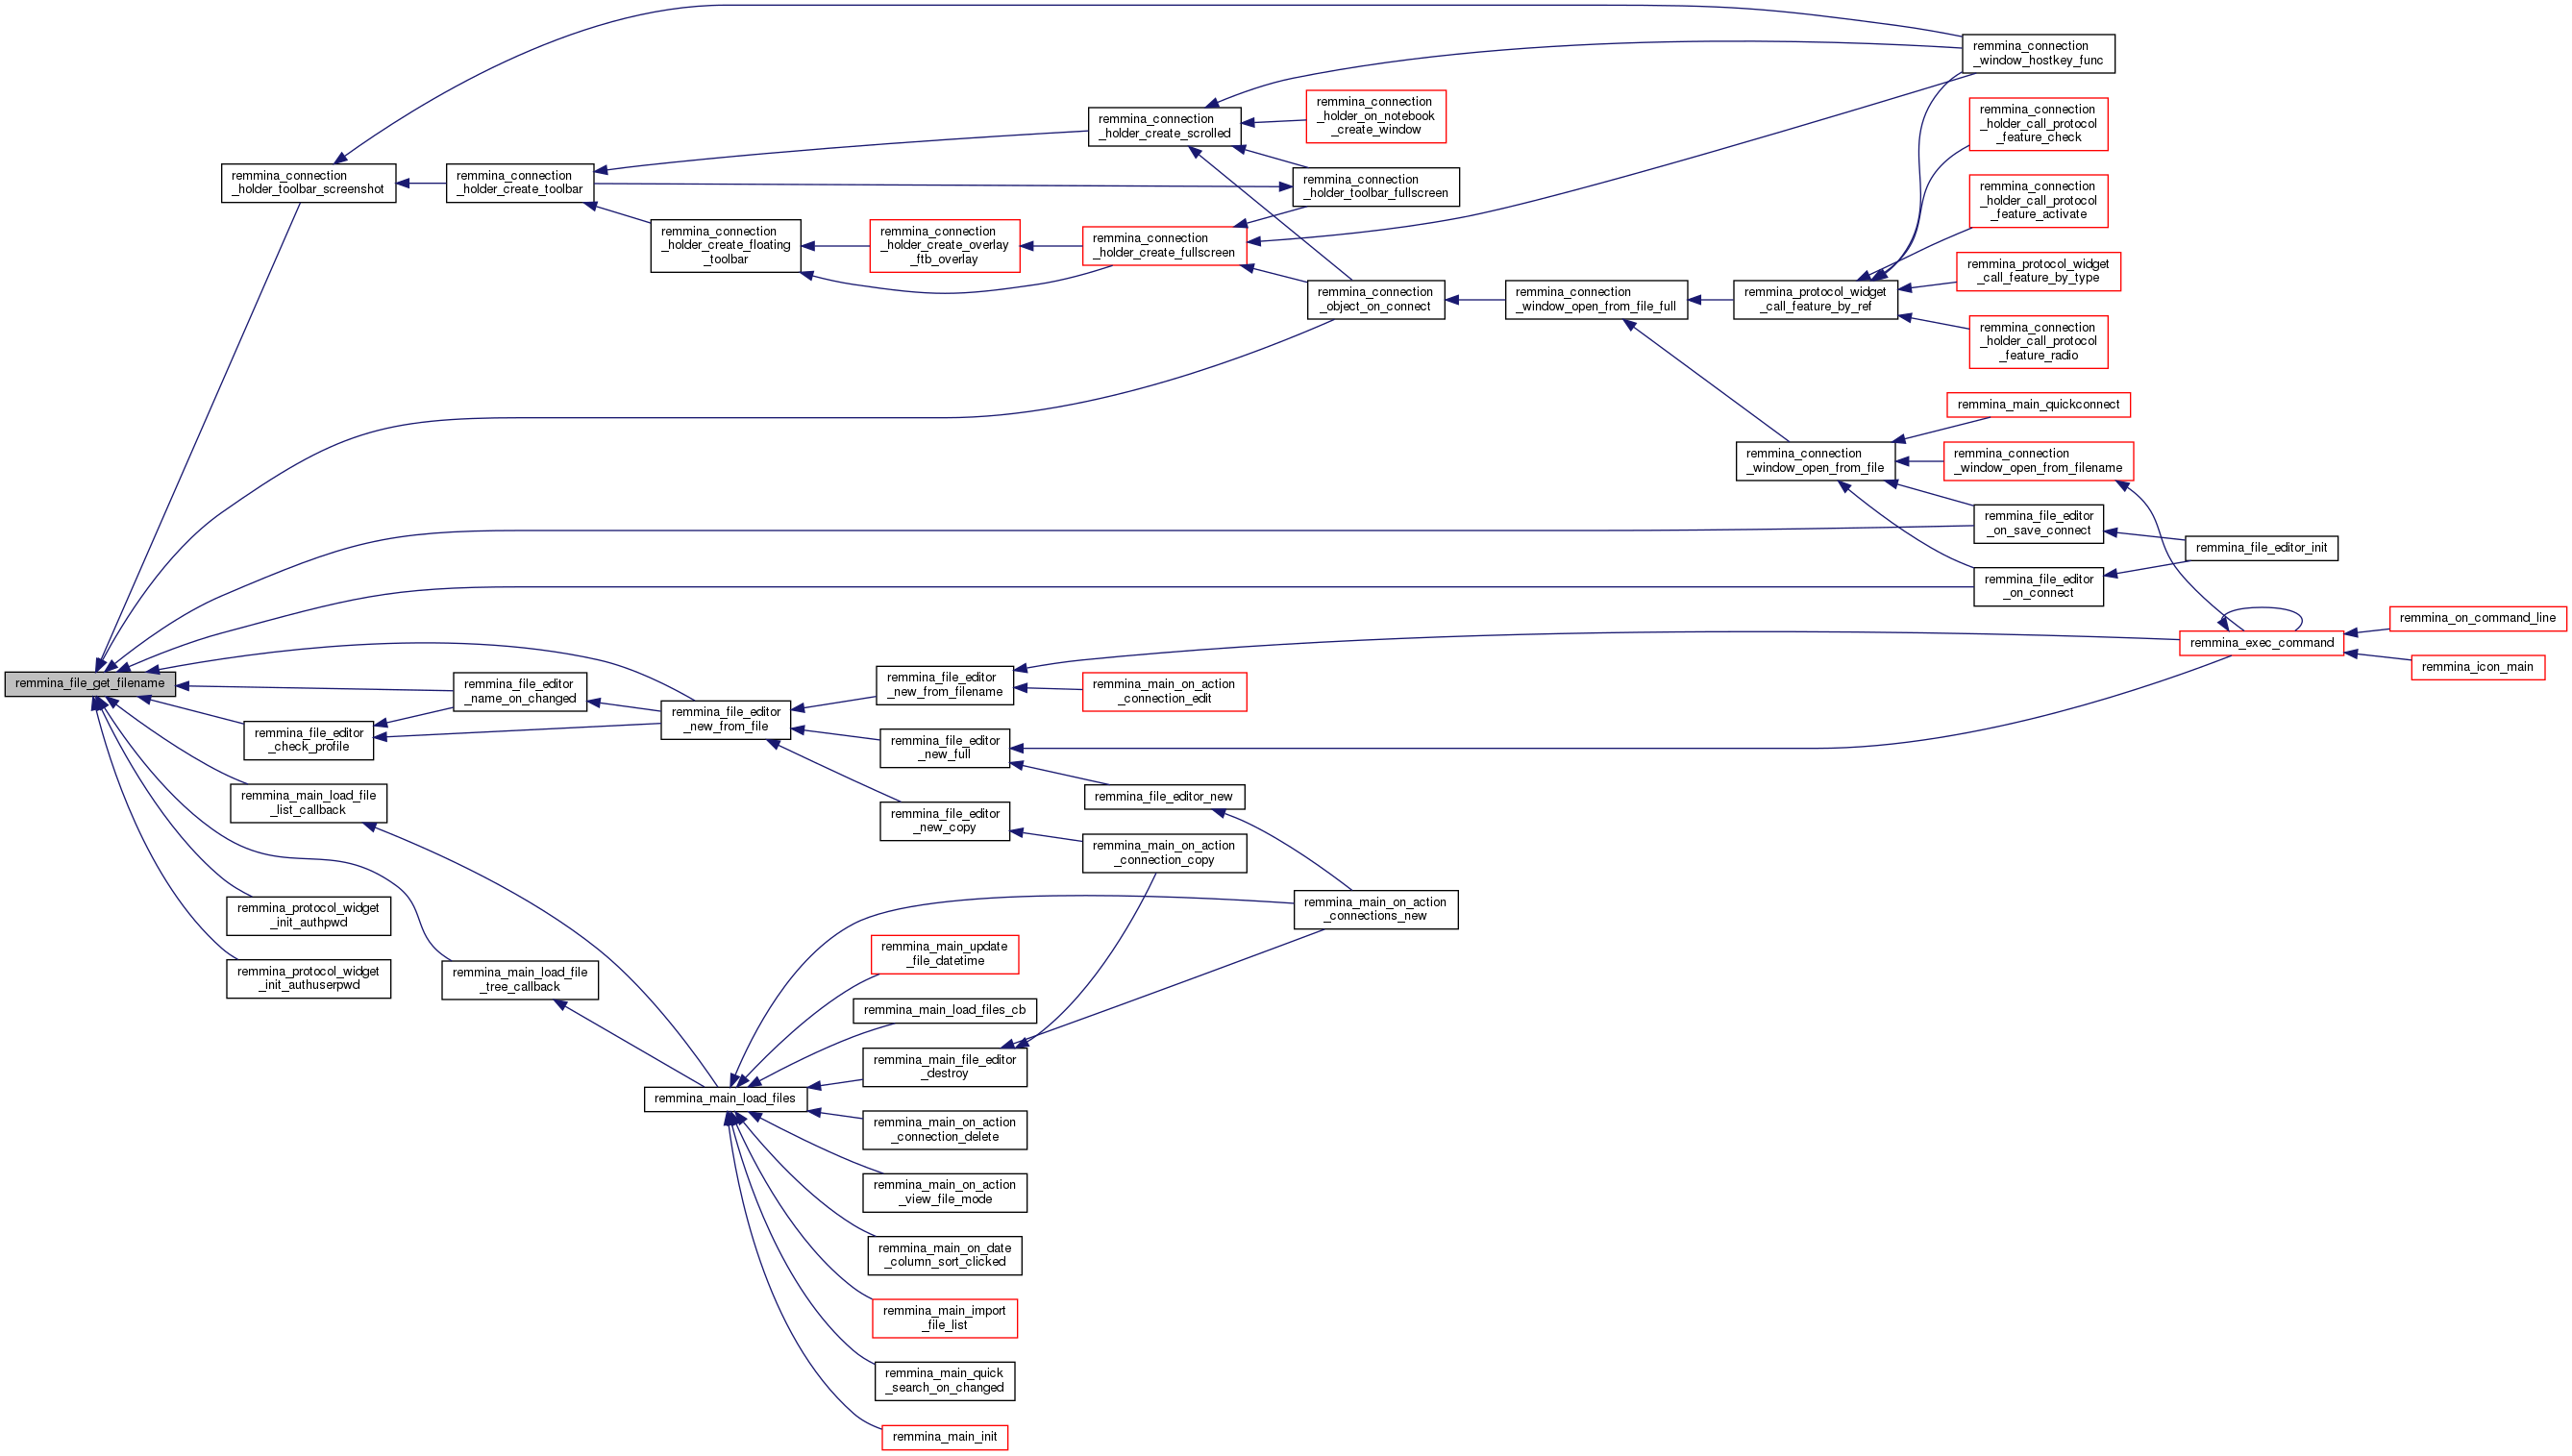 remmina_file_get_filename
remmina_connection
_holder_toolbar_screenshot
remmina_file_editor
_check_profile
remmina_main_load_file
_list_callback
remmina_protocol_widget
_init_authpwd
remmina_protocol_widget
_init_authuserpwd
remmina_connection
_holder_create_toolbar
remmina_file_editor
_name_on_changed
remmina_main_load_file
_tree_callback
remmina_connection
_holder_create_floating
_toolbar
remmina_file_editor
_new_from_file
remmina_main_load_files
remmina_connection
_holder_create_overlay
_ftb_overlay
remmina_file_editor
_new_from_filename
remmina_file_editor
_new_full
remmina_file_editor
_new_copy
remmina_main_update
_file_datetime
remmina_main_load_files_cb
remmina_main_file_editor
_destroy
remmina_main_on_action
_connection_delete
remmina_main_on_action
_view_file_mode
remmina_main_on_date
_column_sort_clicked
remmina_main_import
_file_list
remmina_main_quick
_search_on_changed
remmina_main_init
remmina_connection
_holder_create_scrolled
remmina_connection
_holder_create_fullscreen
remmina_main_on_action
_connection_edit
remmina_file_editor_new
remmina_main_on_action
_connection_copy
remmina_connection
_holder_on_notebook
_create_window
remmina_connection
_holder_toolbar_fullscreen
remmina_connection
_object_on_connect
remmina_main_on_action
_connections_new
remmina_connection
_window_open_from_file_full
remmina_protocol_widget
_call_feature_by_ref
remmina_connection
_window_open_from_file
remmina_connection
_window_hostkey_func
remmina_connection
_holder_call_protocol
_feature_check
remmina_connection
_holder_call_protocol
_feature_activate
remmina_protocol_widget
_call_feature_by_type
remmina_connection
_holder_call_protocol
_feature_radio
remmina_main_quickconnect
remmina_connection
_window_open_from_filename
remmina_file_editor
_on_save_connect
remmina_file_editor
_on_connect
remmina_file_editor_init
remmina_exec_command
remmina_on_command_line
remmina_icon_main